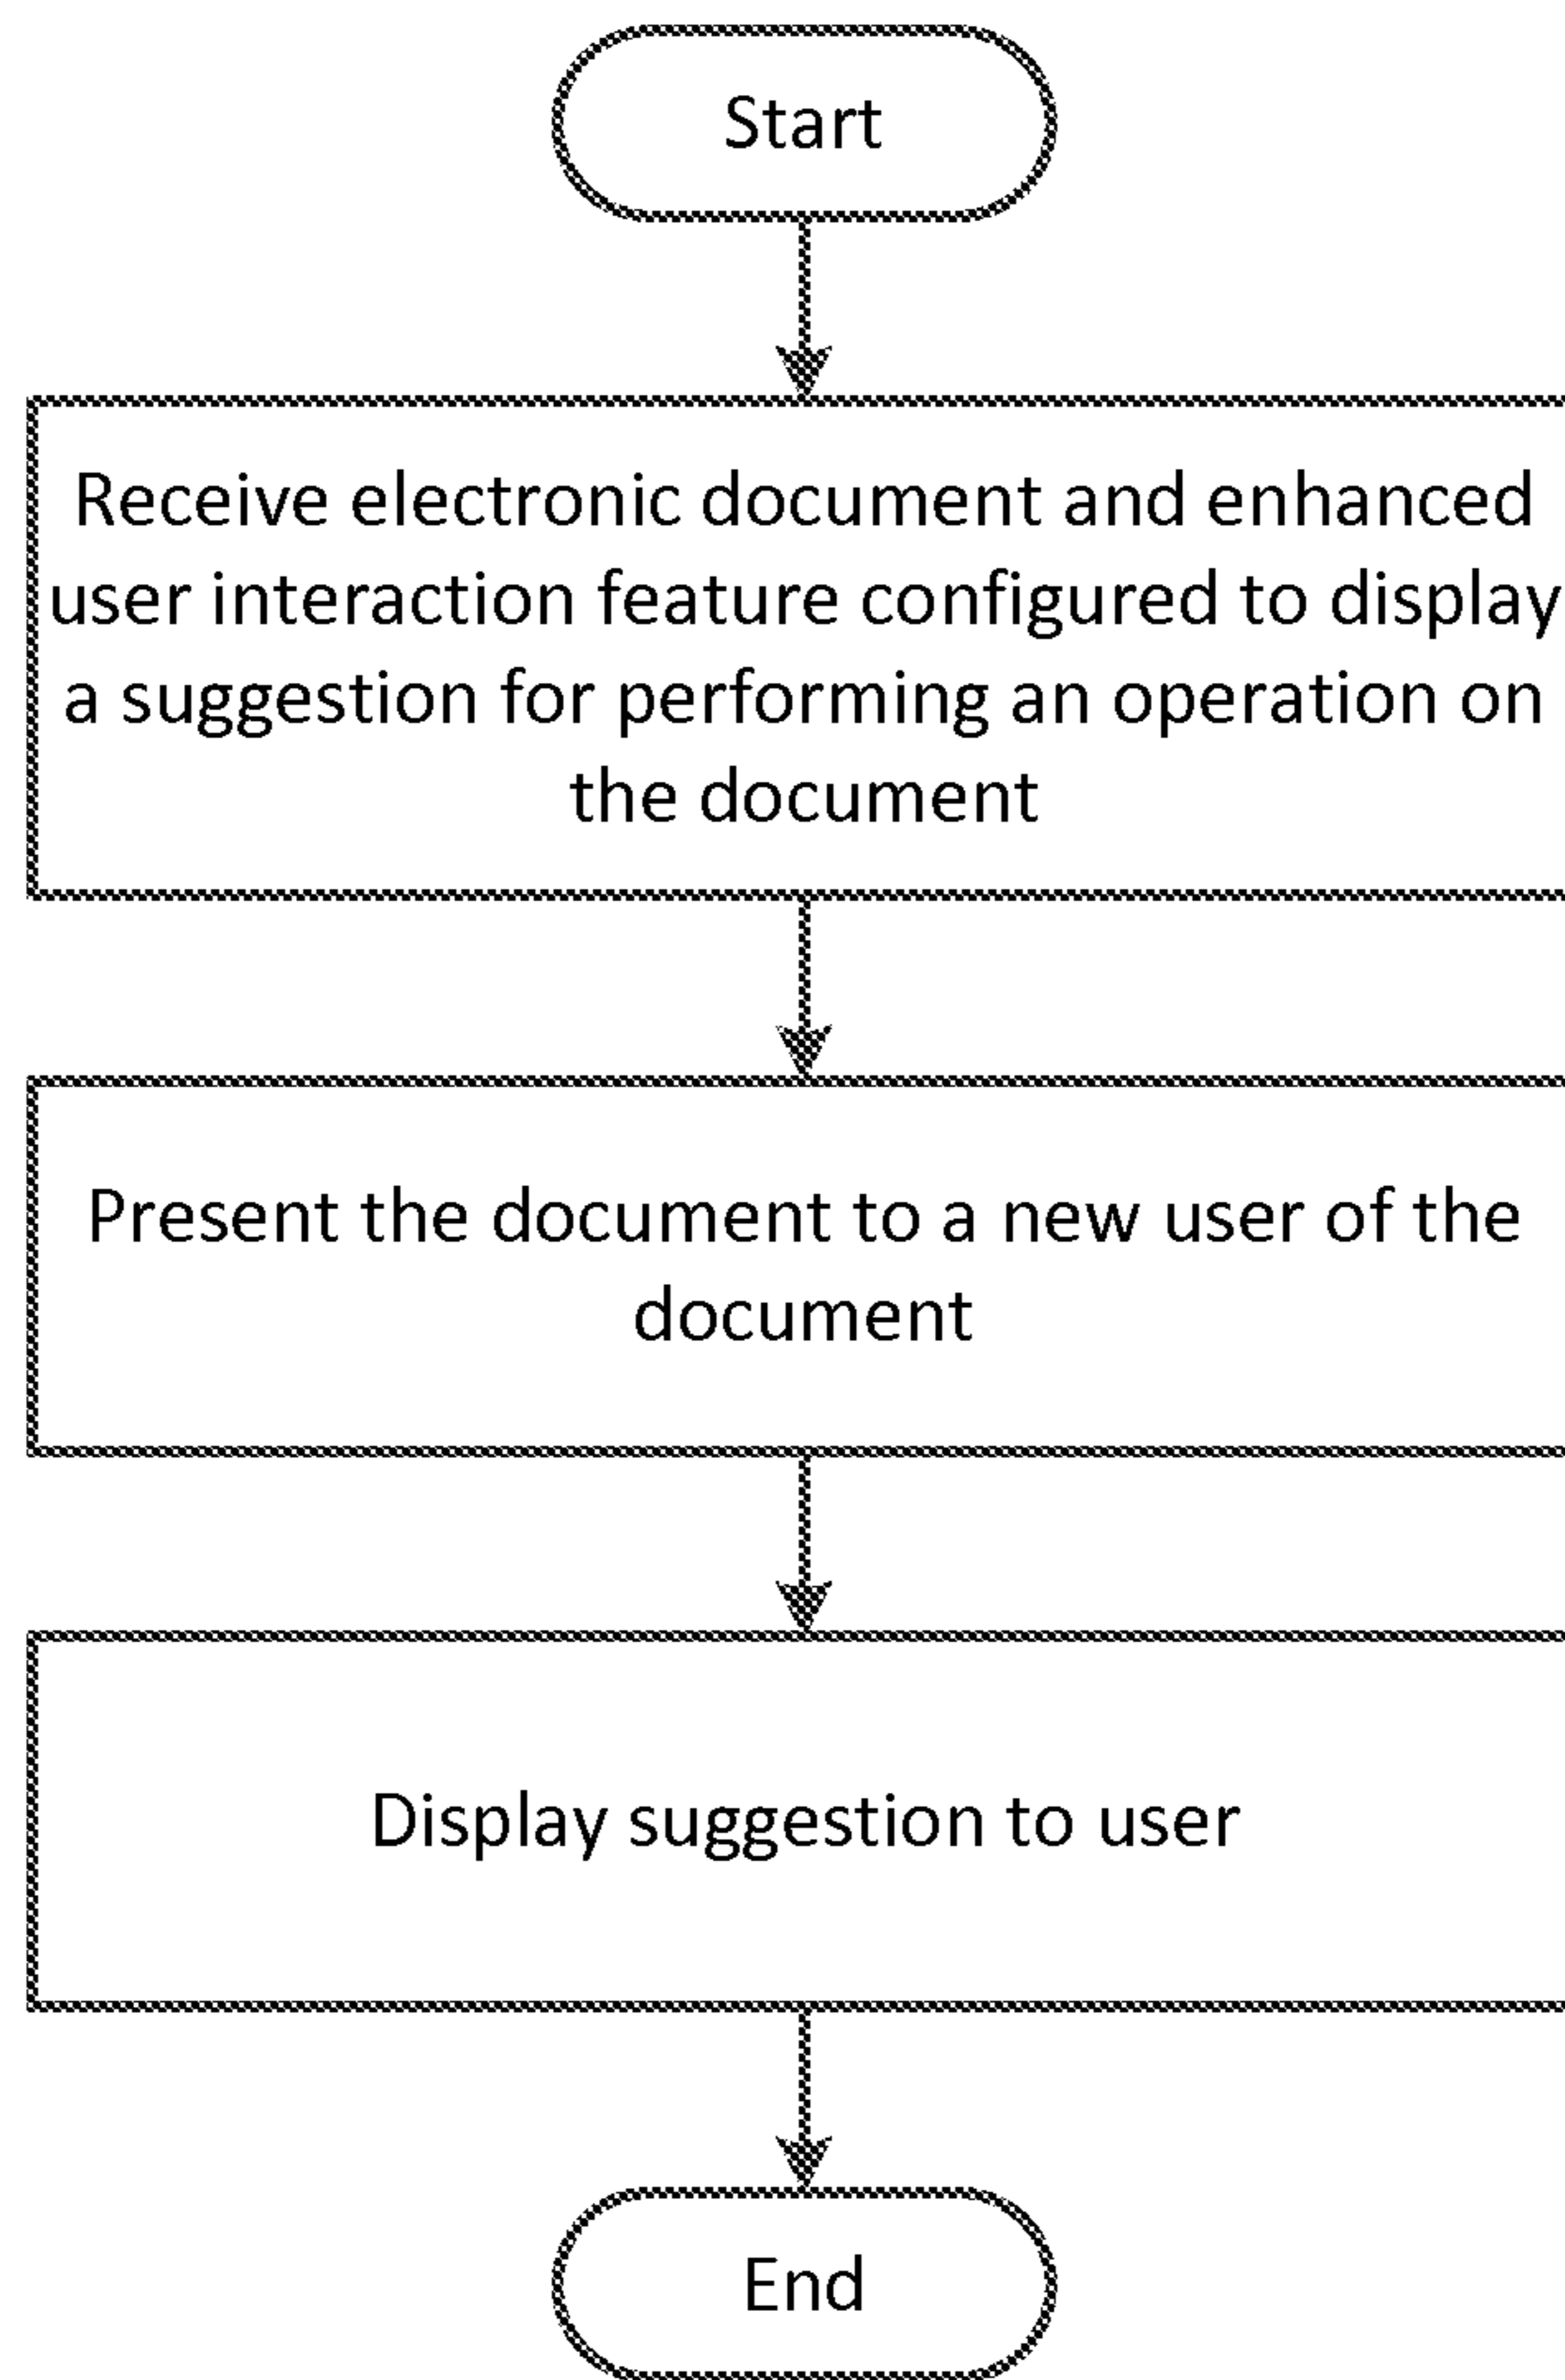 Start
Receive electronic document and enhanced
user interaction feature configured to display
a suggestion for performing an operation on
the document
Present the document to a new user of the
document
Display suggestion to user
End